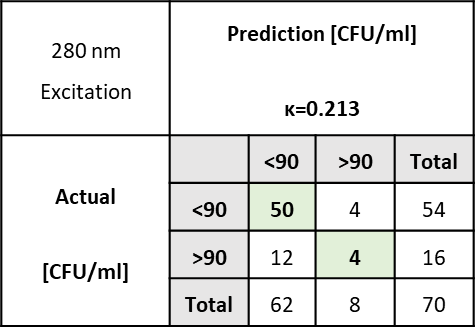 280 nm
Excitation
Prediction [CFU/ml]
κ=0.213
Actual
[CFU/ml]
<90 >90 Total
<90 50 4 54
>90 12 4 16
Total 62 8 70